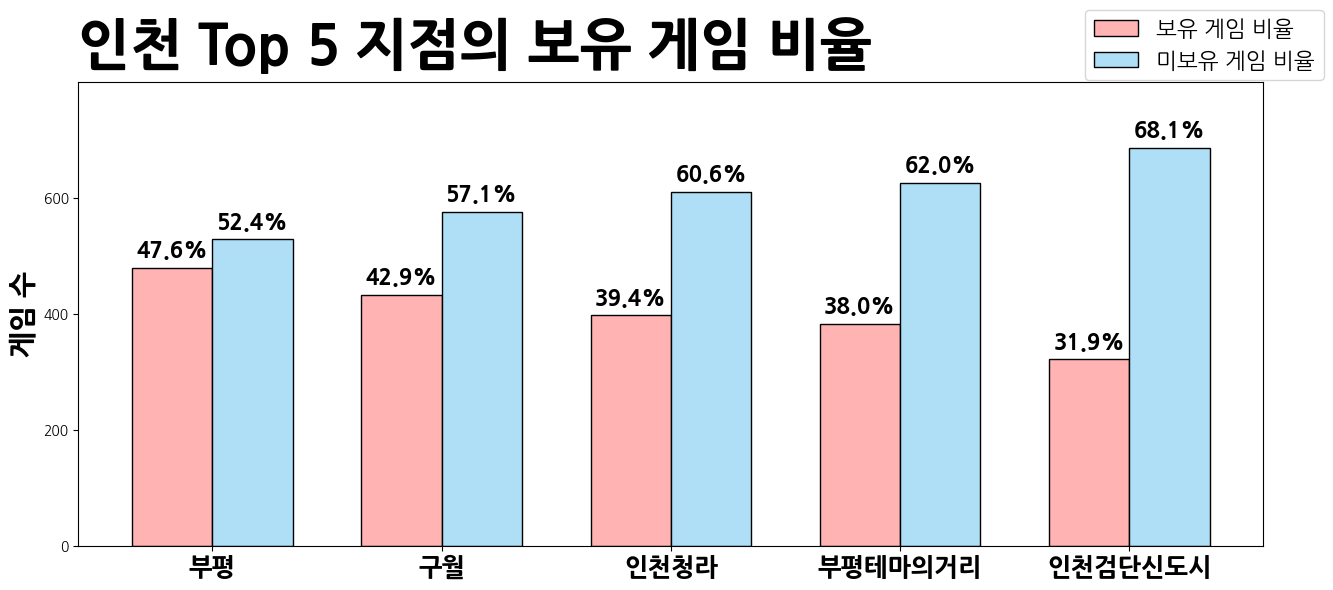 인천 Top 5 지점의 보유 게임 비율
보유 게임 비율
미보유 게임 비율
게임 수
600
400
200
0
47.6%
52.4%
42.9%
57.1%
39.4%
60.6%
38.0%
62.0%
31.9%
68.1%
부평
구월
인천청라
부평테마의거리
인천검단신도시